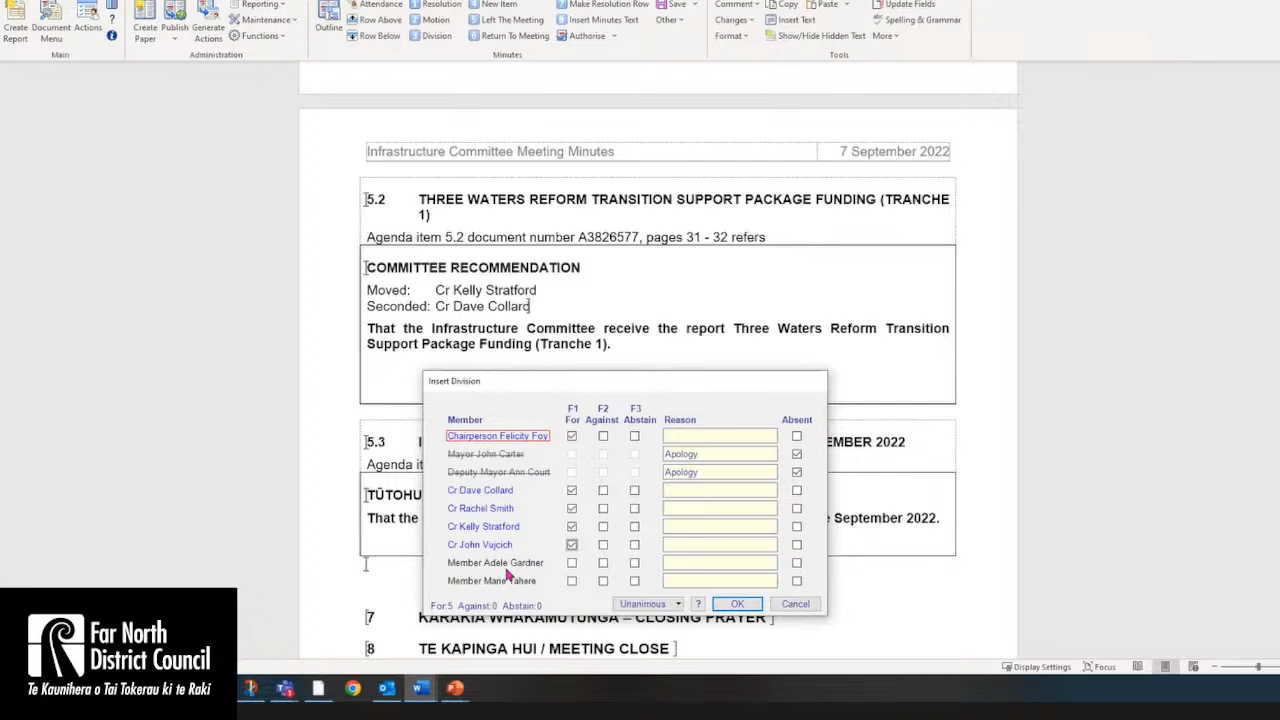 Reporting
Attendance
Resolution
New Item
Make Resolution Row
Save
Comment
Copy
Paste
Update Fields
Create Report
Document Menu
Actions
?
Maintenance
Functions
Create Paper
Publish
Generate Actions
Outline
Row Above
Row Below
Motion
Division
Left The Meeting
Return To Meeting
Insert Minutes Text
Authorise
Other
Changes
Format
Insert Text
Show/Hide Hidden Text
Spelling & Grammar
More
Main
Administration
Minutes
Tools
Infrastructure Committee Meeting Minutes 7 September 2022
5.2 THREE WATERS REFORM TRANSITION SUPPORT PACKAGE FUNDING (TRANCHE
1)
Agenda item 5.2 document number A3826577, pages 31 - 32 refers
COMMITTEE RECOMMENDATION
Moved: Cr Kelly Stratford
Seconded: Cr Dave Collard
That the Infrastructure Committee receive the report Three Waters Reform Transition
Support Package Funding (Tranche 1).
Insert Division
F1 F2 F3
Member For Against Abstain Reason Absent
Chairperson Felicity Foy
Mayor John Carter Apology
Deputy Mayor Ann Court Apology
Cr Dave Collard
Cr Rachel Smith
Cr Kelly Stratford
Cr John Vujcich
Member Adele Gardner
Member Mane Tahere
For:5 Against:0 Abstain:0 Unanimous ? OK Cancel
5.3 EMBER 2022
Agenda
TŪTOHU
That the e September 2022.
7 KARAKIA WHAKAMUTUNGA – CLOSING PRAYER
8 TE KAPINGA HUI / MEETING CLOSE
Display Settings Focus
Far North
District Council
Te Kaunihera o Tai Tokerau ki te Raki